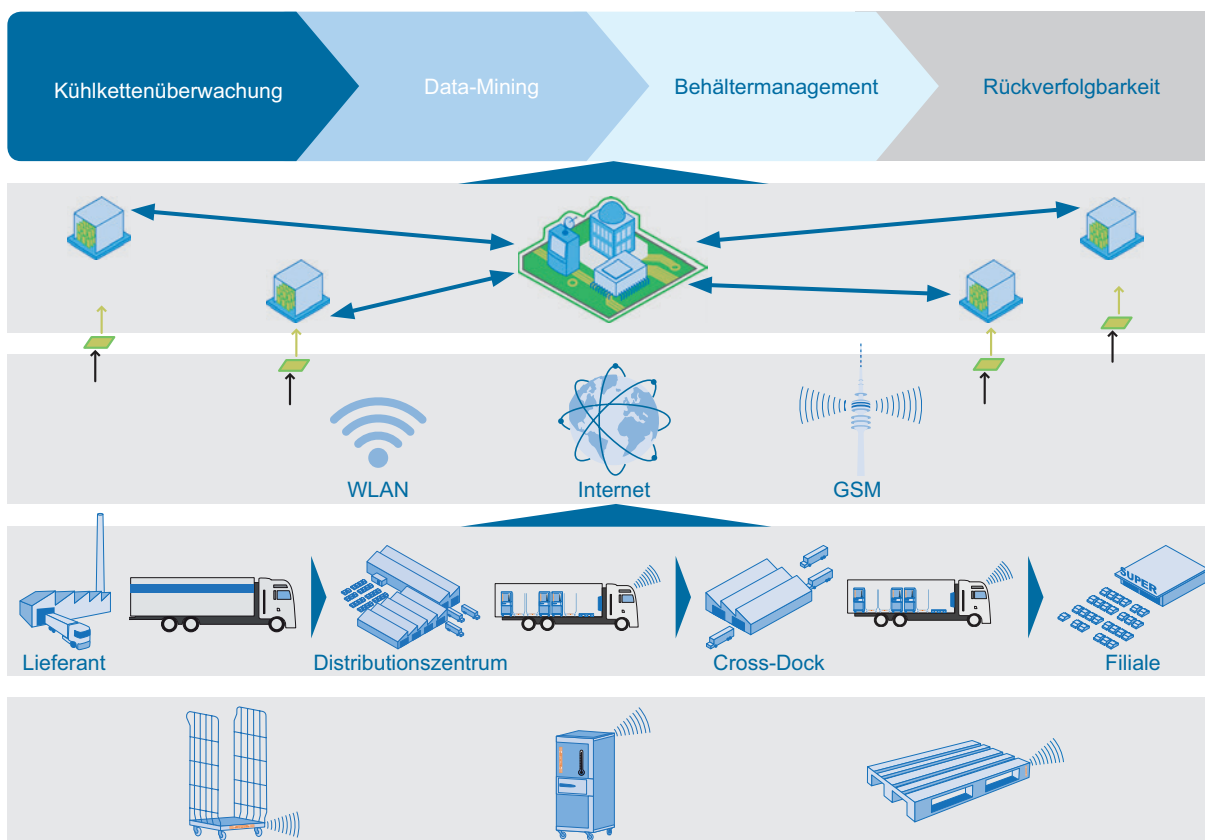 Kühlkettenüberwachung
Data-Mining
Behältermanagement
Rückverfolgbarkeit
WLAN
Internet
GSM
SUPER
Lieferant
Distributionszentrum
Cross-Dock
Filiale